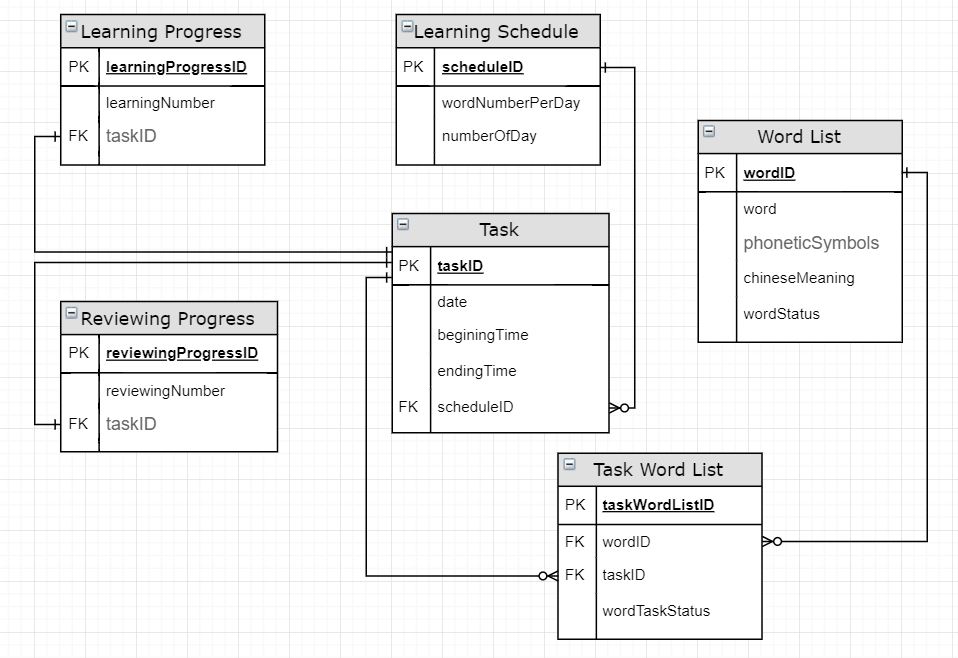 Learning Progress
PK learningProgressID
learningNumber
FK taskID
Learning Schedule
PK scheduleID
wordNumberPerDay
numberOfDay
Word List
PK wordID
word
phoneticSymbols
chineseMeaning
wordStatus
Task
PK taskID
date
beginingTime
endingTime
FK scheduleID
Reviewing Progress
PK reviewingProgressID
reviewingNumber
FK taskID
Task Word List
PK taskWordListID
FK wordID
FK taskID
wordTaskStatus